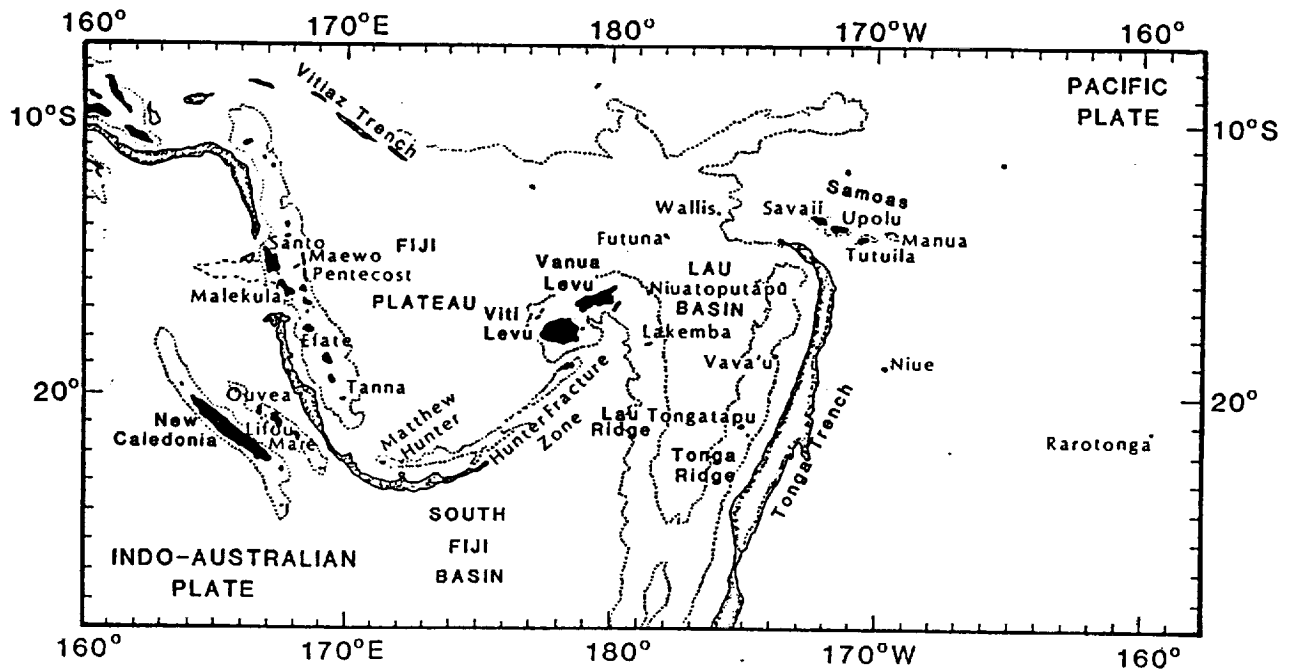 160°
170°E
180°
170°W
160°
PACIFIC
PLATE
10°S
10°S
Vitiaz Trench
Samoas
Savaii
Upolu
Manua
Tutuila
Wallis
Futuna
Santo
Maewo
Pentecost
Malekula
FIJI
PLATEAU
Vanua
Levu
Viti
Levu
LAU
Niuatoputapu
BASIN
Lakemba
Efate
Vava'u
Niue
Tanna
20°
20°
Ouvea
Lifou
Mare
New
Caledonia
Matthew
Hunter
Hunter Fracture
Zone
Lau
Ridge
Tongatapu
Tonga
Ridge
Tonga Trench
Rarotonga
SOUTH
FIJI
BASIN
INDO-AUSTRALIAN
PLATE
160°
170°E
180°
170°W
160°